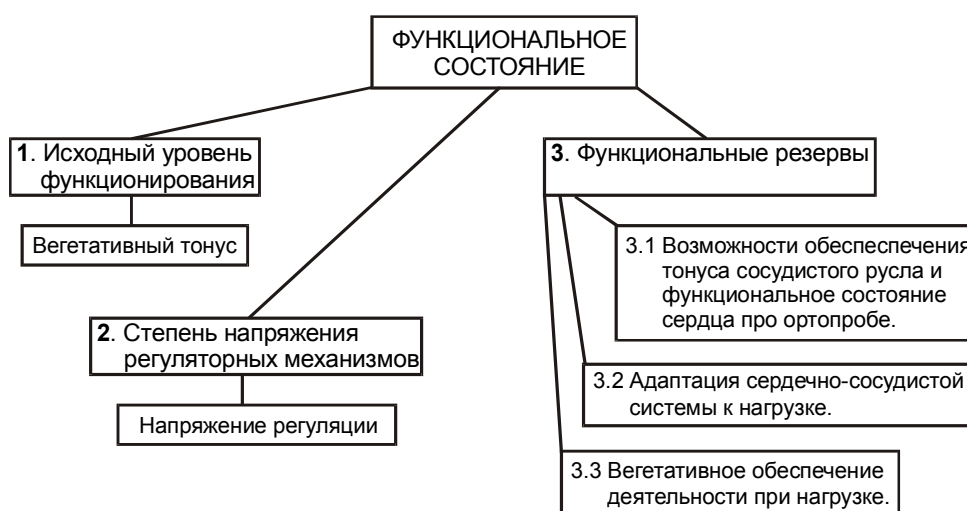 ФУНКЦИОНАЛЬНОЕ
СОСТОЯНИЕ
1. Исходный уровень
функционирования
Вегетативный тонус
2. Степень напряжения
регуляторных механизмов
Напряжение регуляции
3. Функциональные резервы
3.1 Возможности обеспеспечения
тонуса сосудистого русла и
функциональное состояние
сердца про ортопробе.
3.2 Адаптация сердечно-сосудистой
системы к нагрузке.
3.3 Вегетативное обеспечение
деятельности при нагрузке.